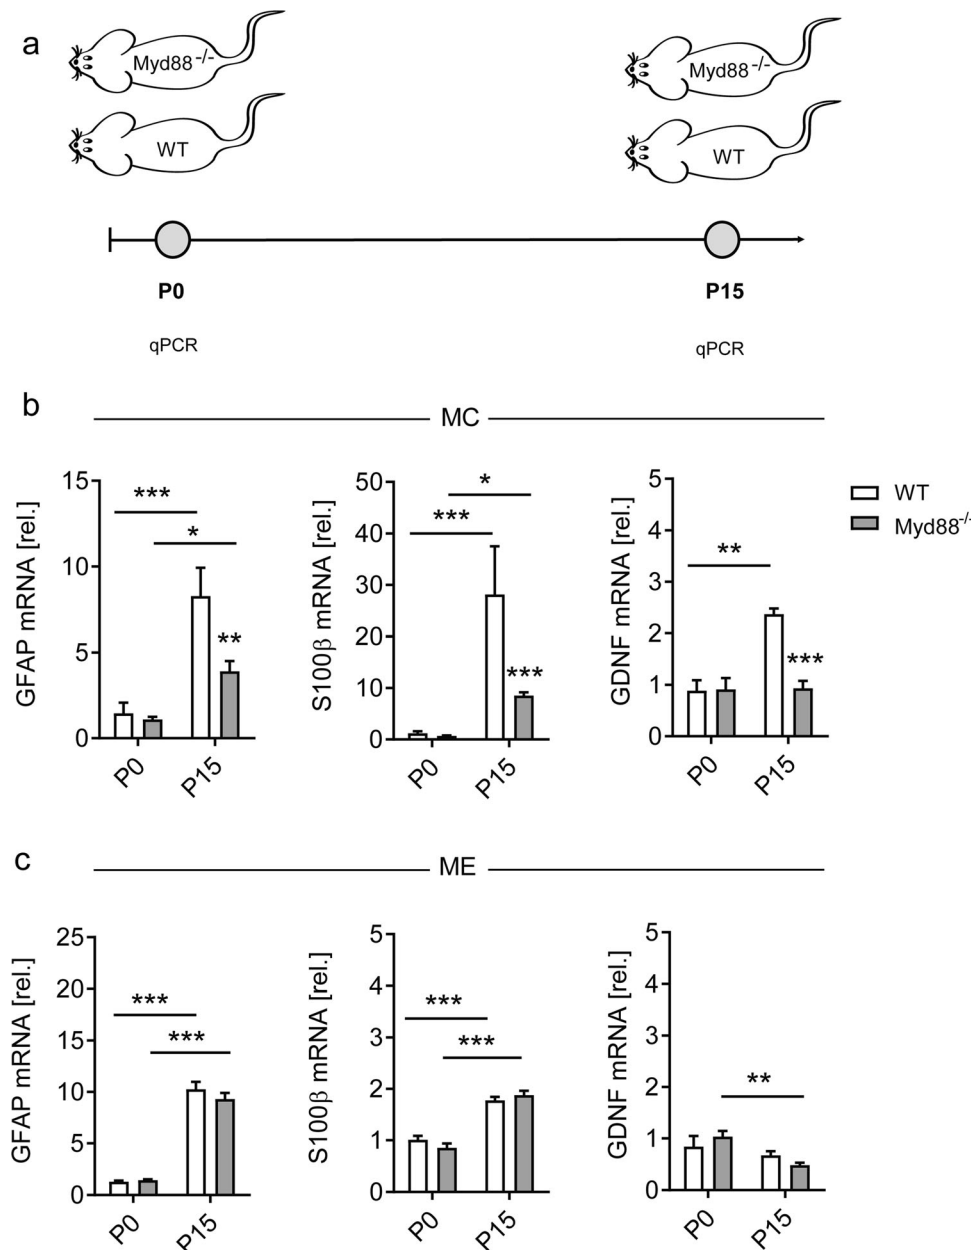 a
Myd88-/-
Myd88-/-
WT
WT
P0
P15
qPCR
qPCR
b
MC
GFAP mRNA [rel.]
15
10
5
0
***
*
**
P0
P15
S100β mRNA [rel.]
50
40
30
20
10
0
*
***
***
P0
P15
GDNF mRNA [rel.]
5
4
3
2
1
0
**
***
P0
P15
WT
Myd88-/-
c
ME
GFAP mRNA [rel.]
25
20
15
10
5
0
***
***
P0
P15
S100β mRNA [rel.]
5
4
3
2
1
0
***
***
P0
P15
GDNF mRNA [rel.]
5
4
3
2
1
0
**
P0
P15